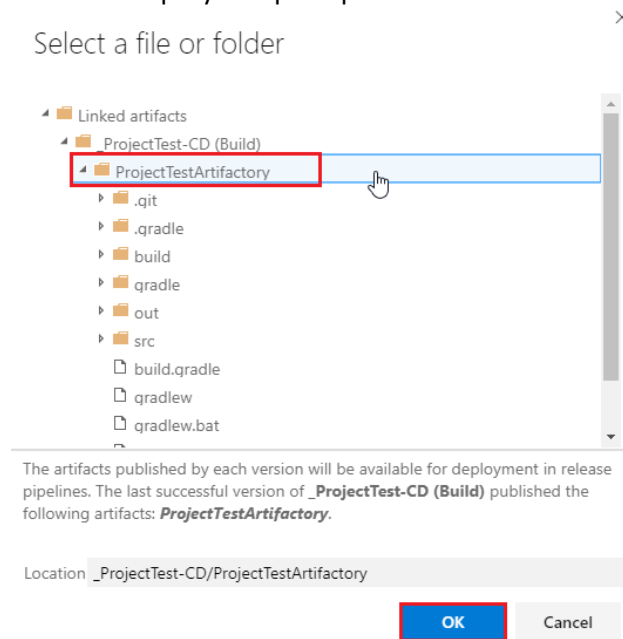 Select a file or folder
Linked artifacts
_ProjectTest-CD (Build)
ProjectTestArtifactory
.git
.gradle
build
gradle
out
src
build.gradle
gradlew
gradlew.bat
The artifacts published by each version will be available for deployment in release
pipelines. The last successful version of _ProjectTest-CD (Build) published the
following artifacts: ProjectTestArtifactory.
Location _ProjectTest-CD/ProjectTestArtifactory
OK Cancel